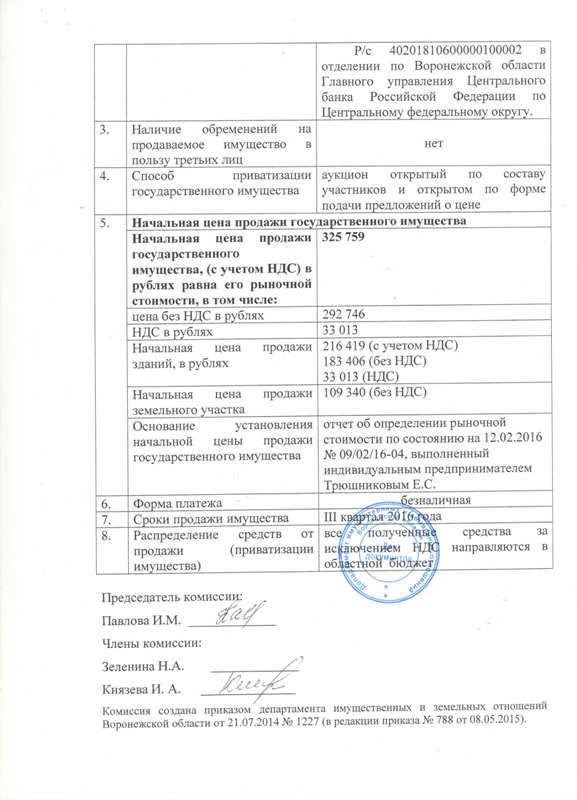 Р/с 40201810600000100002 в
отделении по Воронежской области
Главного управления Центрального
банка Российской Федерации по
Центральному федеральному округу.
3. Наличие обременений на
продаваемое имущество в
пользу третьих лиц
нет
4. Способ приватизации
государственного имущества
аукцион открытый по составу
участников и открытом по форме
подачи предложений о цене
5. Начальная цена продажи государственного имущества
Начальная цена продажи
государственного
имущества, (с учетом НДС) в
рублях равна его рыночной
стоимости, в том числе:
325 759
цена без НДС в рублях
292 746
НДС в рублях
33 013
Начальная цена продажи
зданий, в рублях
216 419 (с учетом НДС)
183 406 (без НДС)
33 013 (НДС)
Начальная цена продажи
земельного участка
109 340 (без НДС)
Основание установления
начальной цены продажи
государственного имущества
отчет об определении рыночной
стоимости по состоянию на 12.02.2016
№ 09/02/16-04, выполненный
индивидуальным предпринимателем
Трюшниковым Е.С.
6. Форма платежа
безналичная
7. Сроки продажи имущества
III квартал 2016 года
8. Распределение средств от
продажи (приватизации
имущества)
все полученные средства за
исключением НДС направляются в
областной бюджет
Для
документов
Председатель комиссии:
Павлова И.М.
Члены комиссии:
Зеленина Н.А.
Князева И. А.
Комиссия создана приказом департамента имущественных и земельных отношений
Воронежской области от 21.07.2014 № 1227 (в редакции приказа № 788 от 08.05.2015).